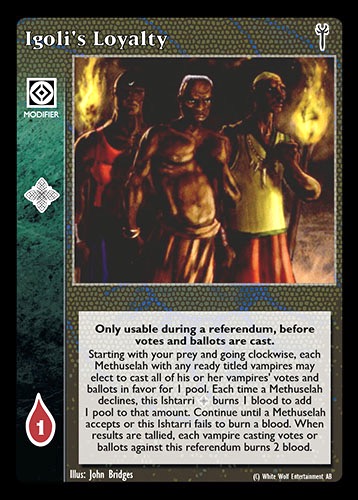 Igoli's Loyalty
MODIFIER
Only usable during a referendum, before
votes and ballots are cast.
Starting with your prey and going clockwise, each
Methuselah with any ready titled vampires may
elect to cast all of his or her vampires' votes and
ballots in favor for 1 pool. Each time a Methuselah
declines, this Ishtarri burns 1 blood to add
1 pool to that amount. Continue until a Methuselah
accepts or this Ishtarri fails to burn a blood. When
results are tallied, each vampire casting votes or
ballots against this referendum burns 2 blood.
1
Illus: John Bridges
(C) White Wolf Entertainment AB